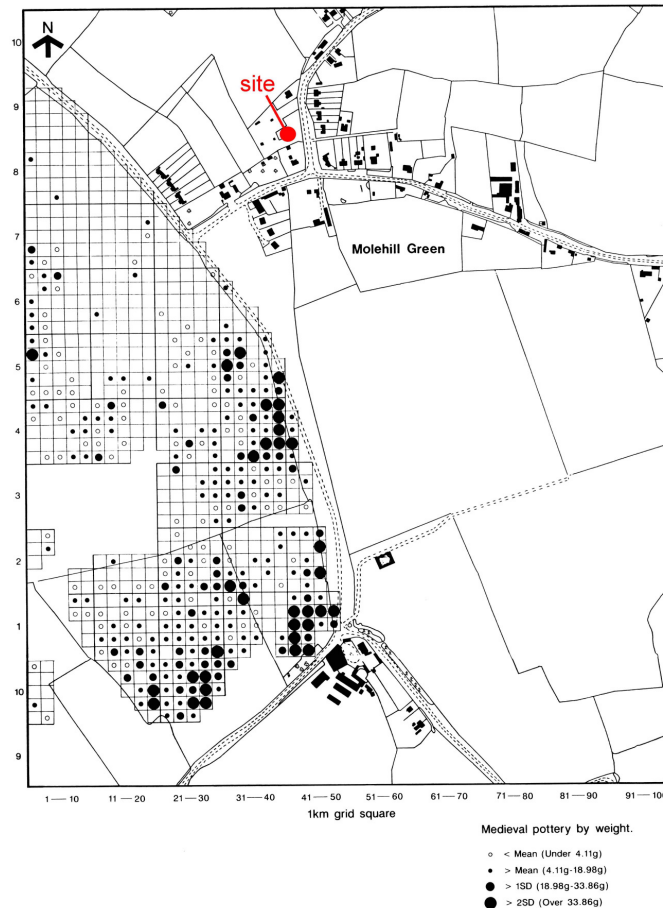 N
site
10
9
8
7
6
5
4
3
2
1
10
9
Molehill Green
1—10 11—20 21—30 31—40 41—50 51—60 61—70 71—80 81—90 91—100
1km grid square
Medieval pottery by weight.
< Mean (Under 4.11g)
> Mean (4.11g-18.98g)
> 1SD (18.98g-33.86g)
> 2SD (Over 33.86g)